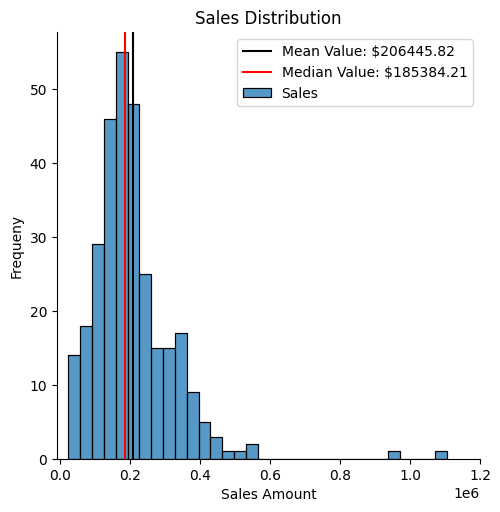 Sales Distribution
Mean Value: $206445.82
Median Value: $185384.21
Sales
Frequeny
50
40
30
20
10
0
0.0 0.2 0.4 0.6 0.8 1.0 1.2
1e6
Sales Amount